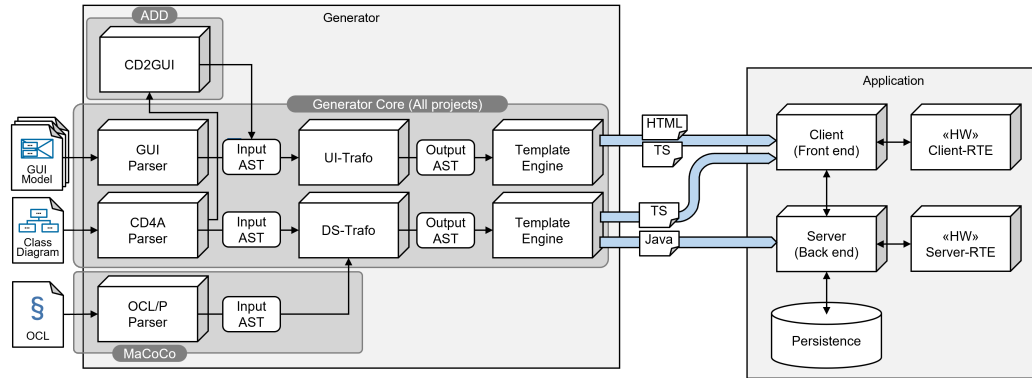 ADD
Generator
CD2GUI
Generator Core (All projects)
GUI
Model
GUI
Parser
Input
AST
UI-Trafo
Output
AST
Template
Engine
HTML
TS
Class
Diagram
CD4A
Parser
Input
AST
DS-Trafo
Output
AST
Template
Engine
TS
Java
§
OCL
OCL/P
Parser
Input
AST
MaCoCo
Application
Client
(Front end)
«HW»
Client-RTE
Server
(Back end)
«HW»
Server-RTE
Persistence